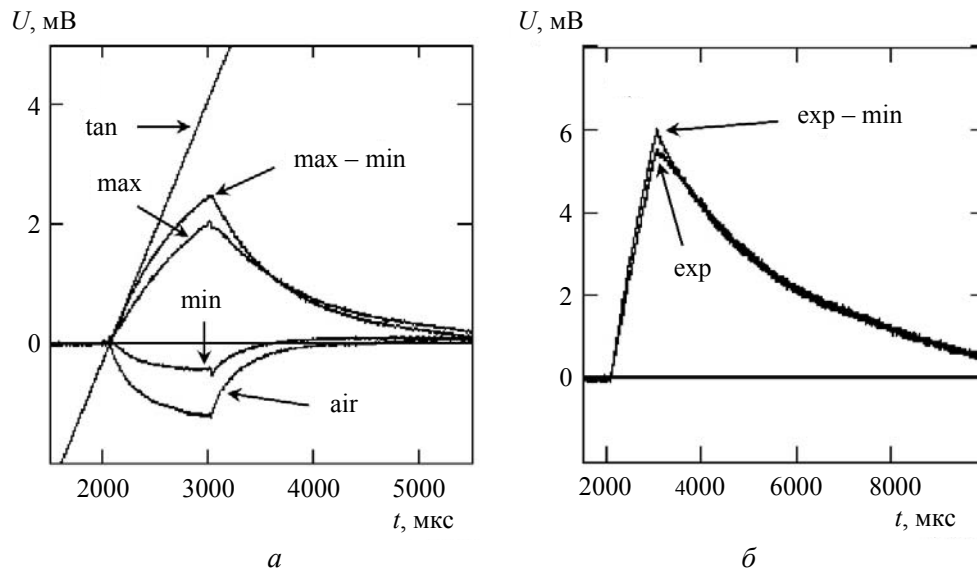 U, мВ
4
2
0
tan
max
max – min
min
air
2000 3000 4000 5000
t, мкс
а
U, мВ
6
4
2
0
exp – min
exp
2000 4000 6000 8000
t, мкс
б